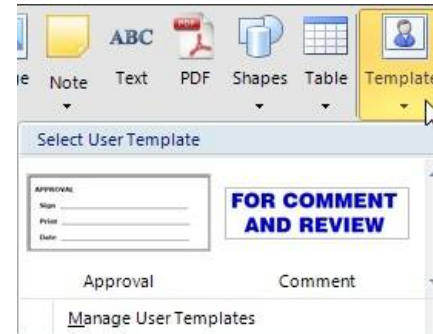 ABC
PDF
e Note Text PDF Shapes Table Template
Select User Template
APPROVAL
Sign
Print
Date
FOR COMMENT
AND REVIEW
Approval Comment
Manage User Templates